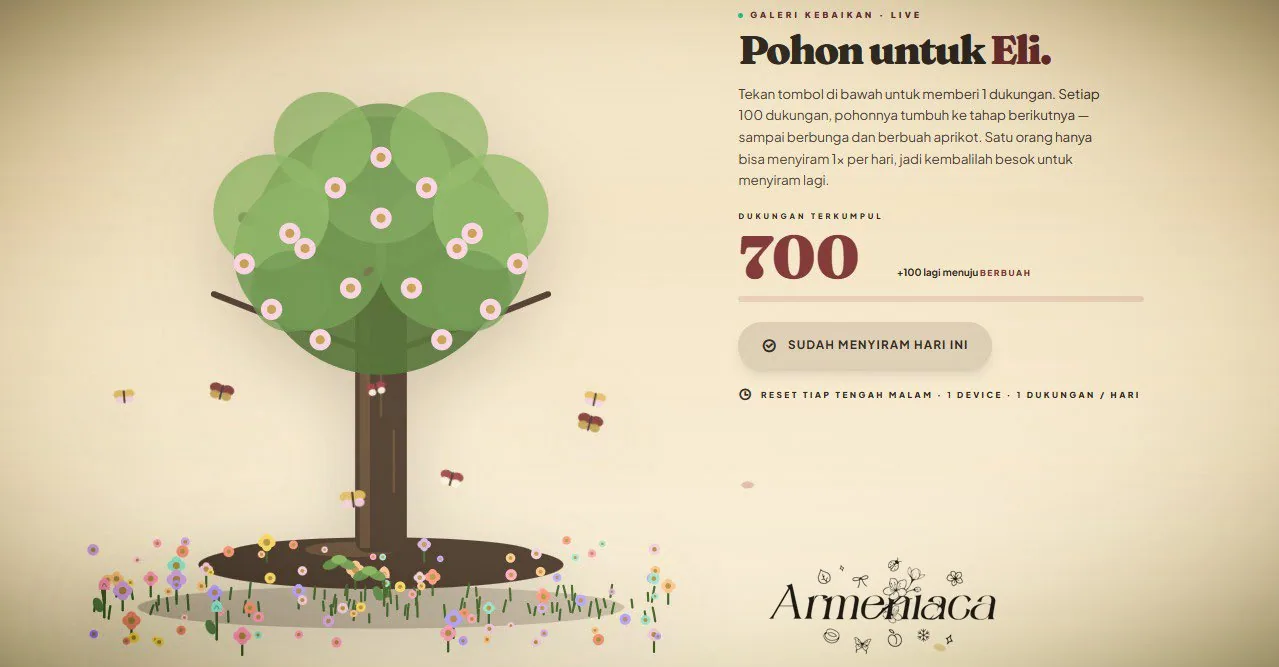 GALERI KEBAIKAN · LIVE
Pohon untuk Eli.
Tekan tombol di bawah untuk memberi 1 dukungan. Setiap
100 dukungan, pohonnya tumbuh ke tahap berikutnya —
sampai berbunga dan berbuah aprikot. Satu orang hanya
bisa menyiram 1× per hari, jadi kembalilah besok untuk
menyiram lagi.
DUKUNGAN TERKUMPUL
700
+100 lagi menuju BERBUAH
SUDAH MENYIRAM HARI INI
RESET TIAP TENGAH MALAM · 1 DEVICE · 1 DUKUNGAN / HARI
Armeniaca